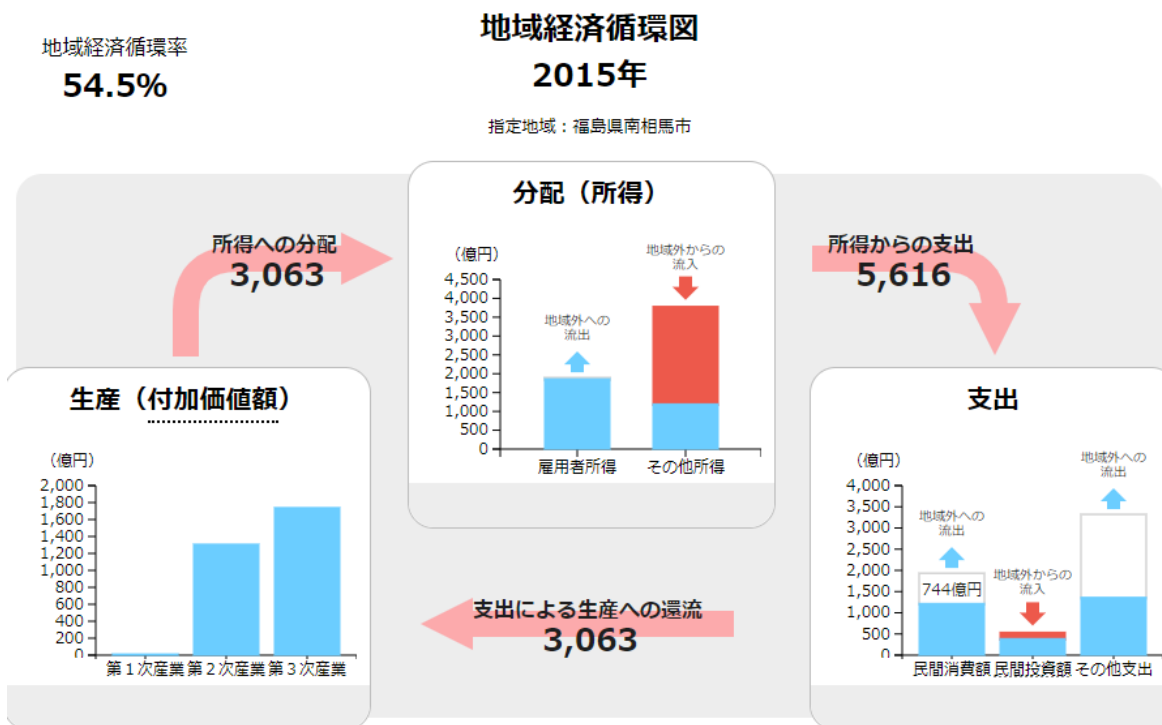 地域経済循環図
2015年
指定地域：福島県南相馬市
地域経済循環率
54.5%
所得への分配
3,063
分配（所得）
（億円）
4,500
4,000
3,500
3,000
2,500
2,000
1,500
1,000
500
0
地域外への
流出
地域外からの
流入
雇用者所得
その他所得
所得からの支出
5,616
生産（付加価値額）
（億円）
2,000
1,800
1,600
1,400
1,200
1,000
800
600
400
200
0
第１次産業
第２次産業
第３次産業
支出による生産への還流
3,063
支出
（億円）
4,000
3,500
3,000
2,500
2,000
1,500
1,000
500
0
地域外への
流出
744億円
地域外からの
流入
地域外への
流出
民間消費額
民間投資額
その他支出